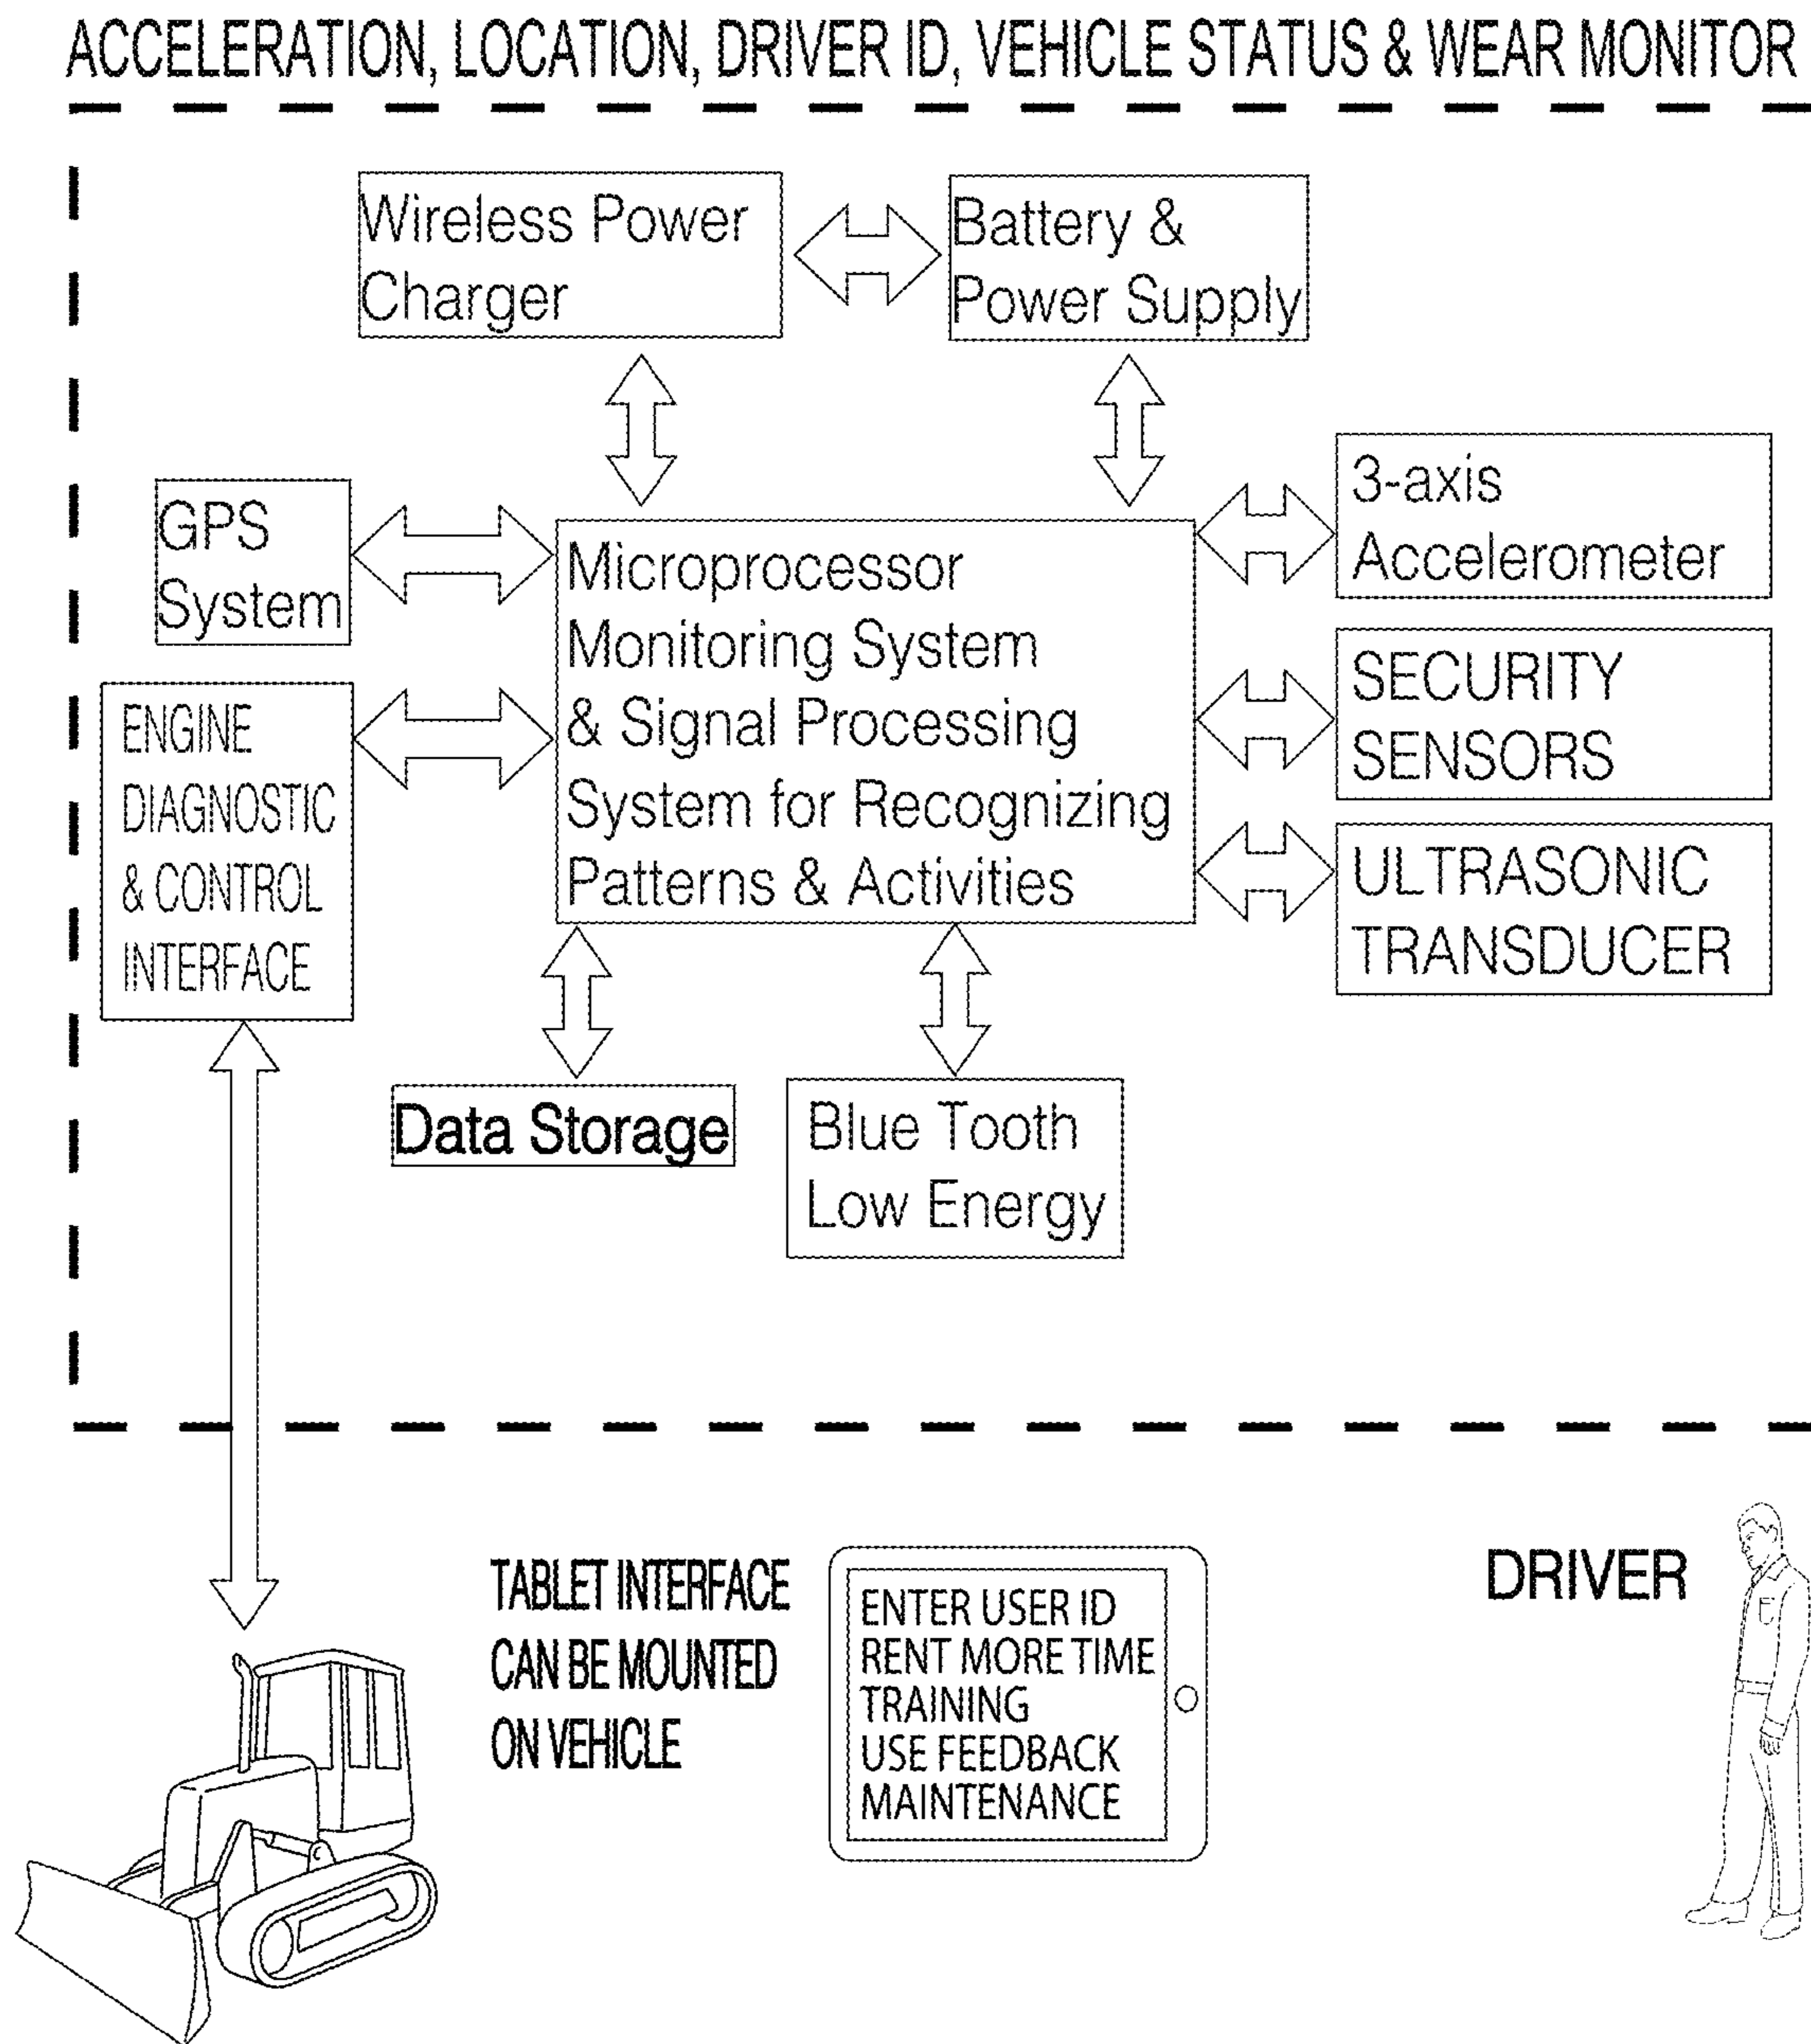 ACCELERATION, LOCATION, DRIVER ID, VEHICLE STATUS & WEAR MONITOR
Wireless Power
Charger
Battery &
Power Supply
GPS
System
Microprocessor
Monitoring System
& Signal Processing
System for Recognizing
Patterns & Activities
3-axis
Accelerometer
SECURITY
SENSORS
ULTRASONIC
TRANSDUCER
ENGINE
DIAGNOSTIC
& CONTROL
INTERFACE
Data Storage
Blue Tooth
Low Energy
TABLET INTERFACE
CAN BE MOUNTED
ON VEHICLE
ENTER USER ID
RENT MORE TIME
TRAINING
USE FEEDBACK
MAINTENANCE
DRIVER